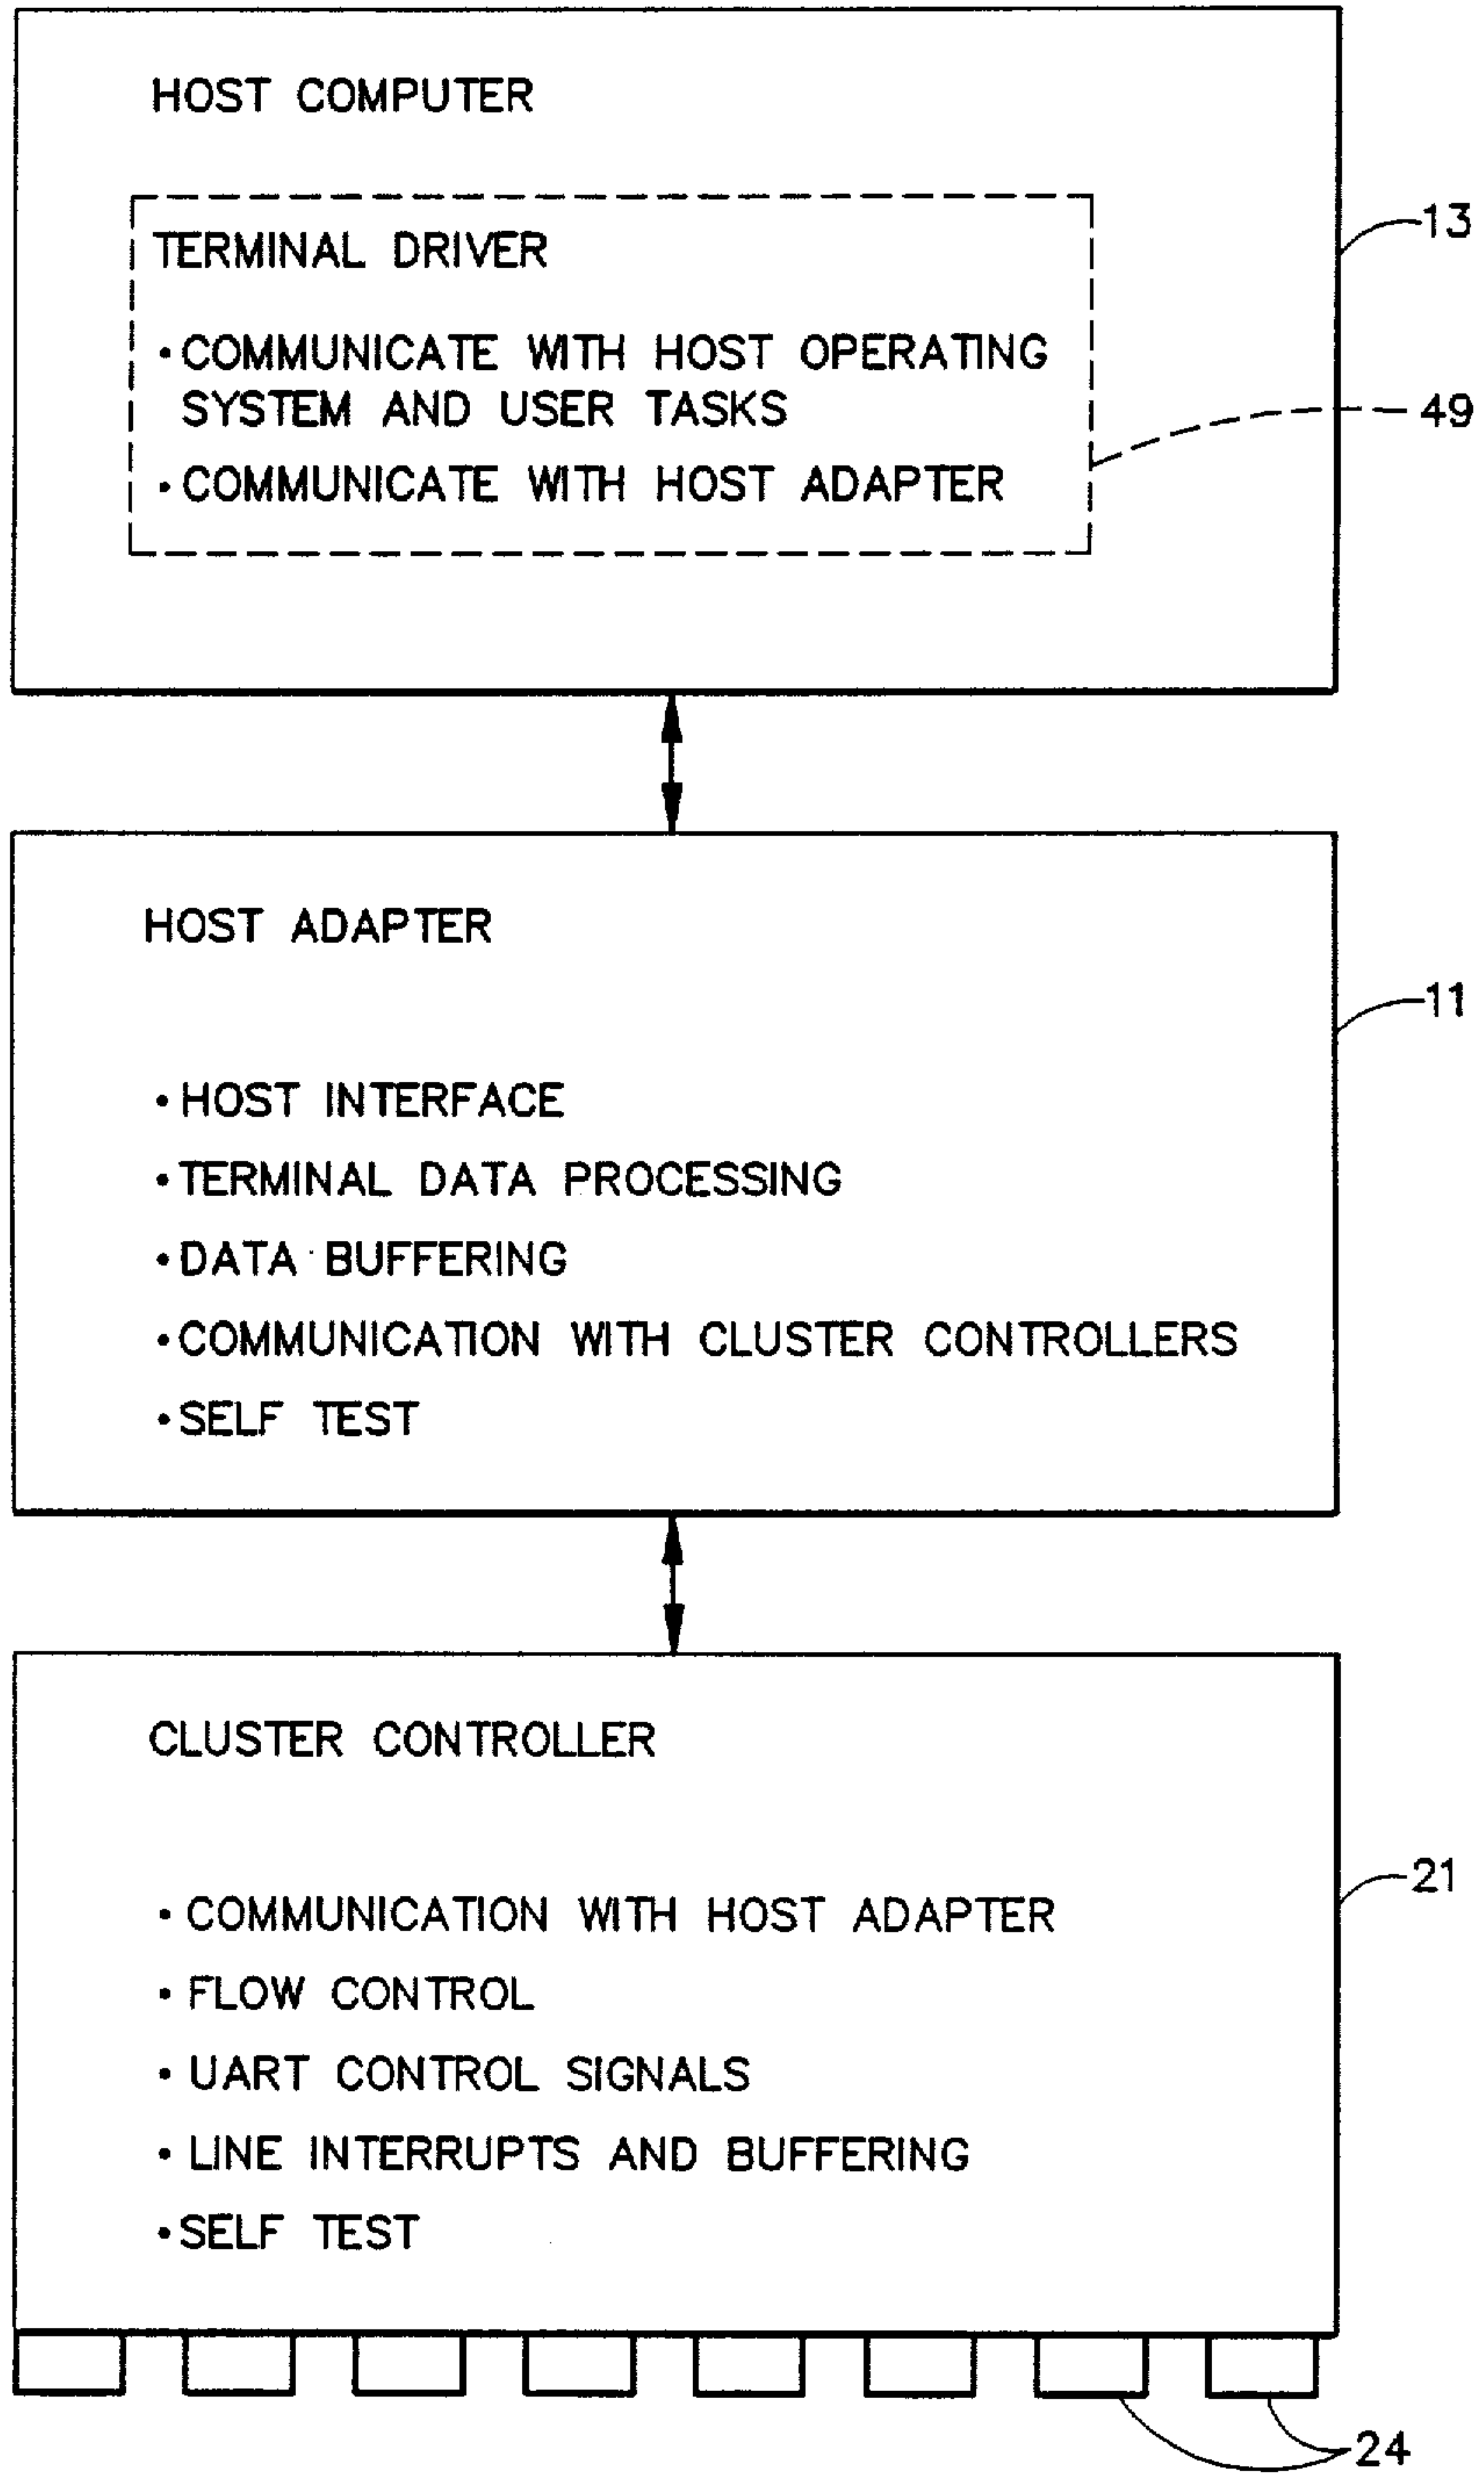 HOST COMPUTER
TERMINAL DRIVER
• COMMUNICATE WITH HOST OPERATING
SYSTEM AND USER TASKS
• COMMUNICATE WITH HOST ADAPTER
13
49
HOST ADAPTER
11
• HOST INTERFACE
• TERMINAL DATA PROCESSING
• DATA BUFFERING
• COMMUNICATION WITH CLUSTER CONTROLLERS
• SELF TEST
CLUSTER CONTROLLER
21
• COMMUNICATION WITH HOST ADAPTER
• FLOW CONTROL
• UART CONTROL SIGNALS
• LINE INTERRUPTS AND BUFFERING
• SELF TEST
24